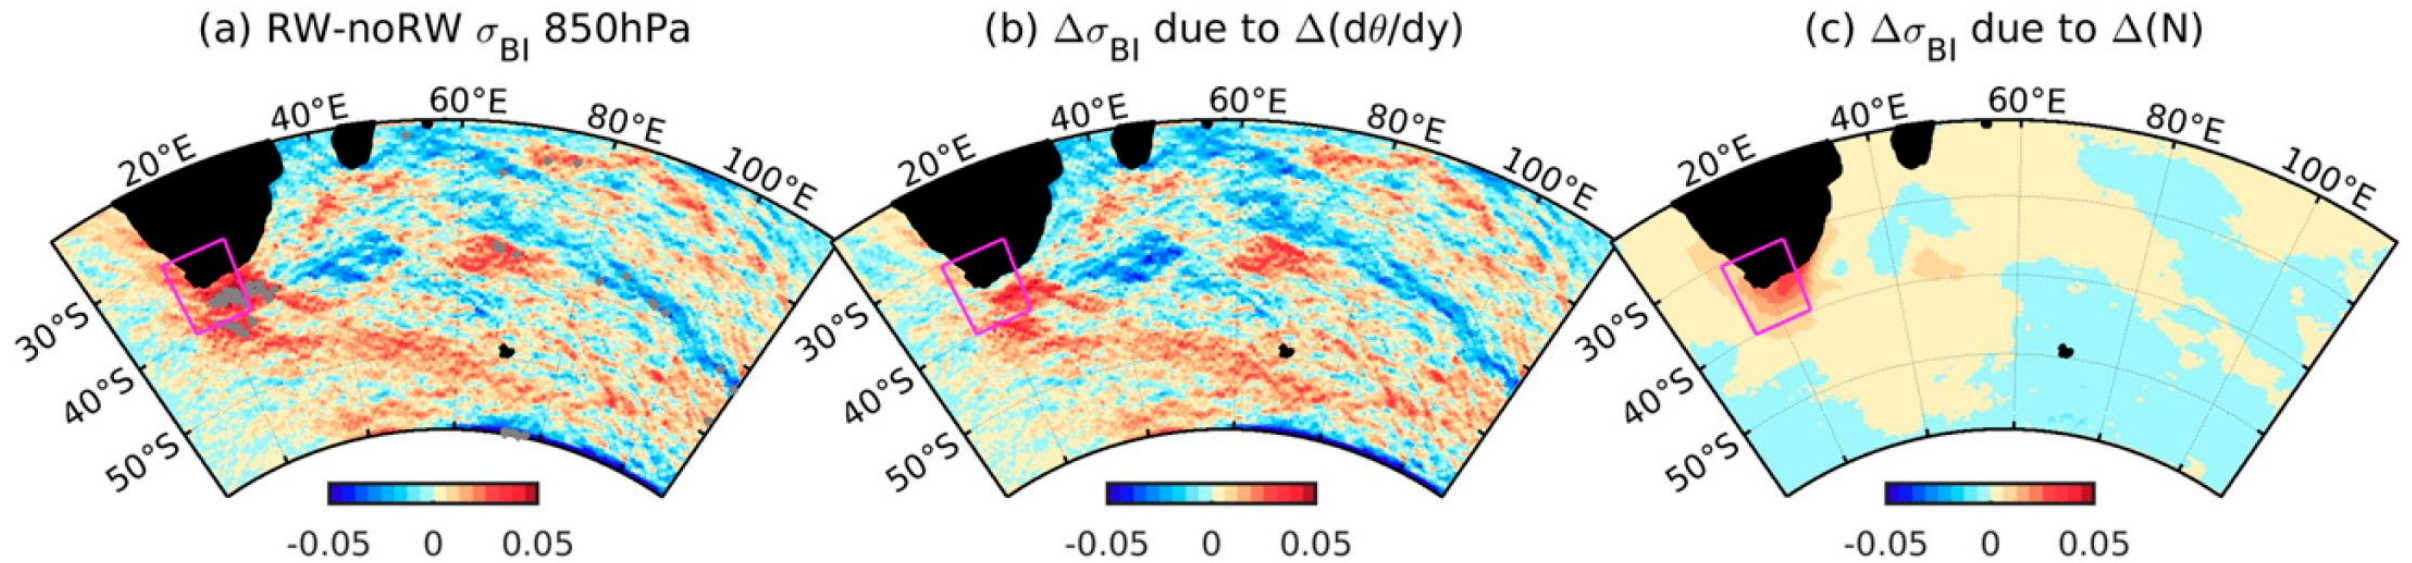 (a) RW-noRW σBI 850hPa
20°E 40°E 60°E 80°E 100°E
30°S
40°S
50°S
-0.05 0 0.05
(b) ΔσBI due to Δ(dθ/dy)
20°E 40°E 60°E 80°E 100°E
30°S
40°S
50°S
-0.05 0 0.05
(c) ΔσBI due to Δ(N)
20°E 40°E 60°E 80°E 100°E
30°S
40°S
50°S
-0.05 0 0.05